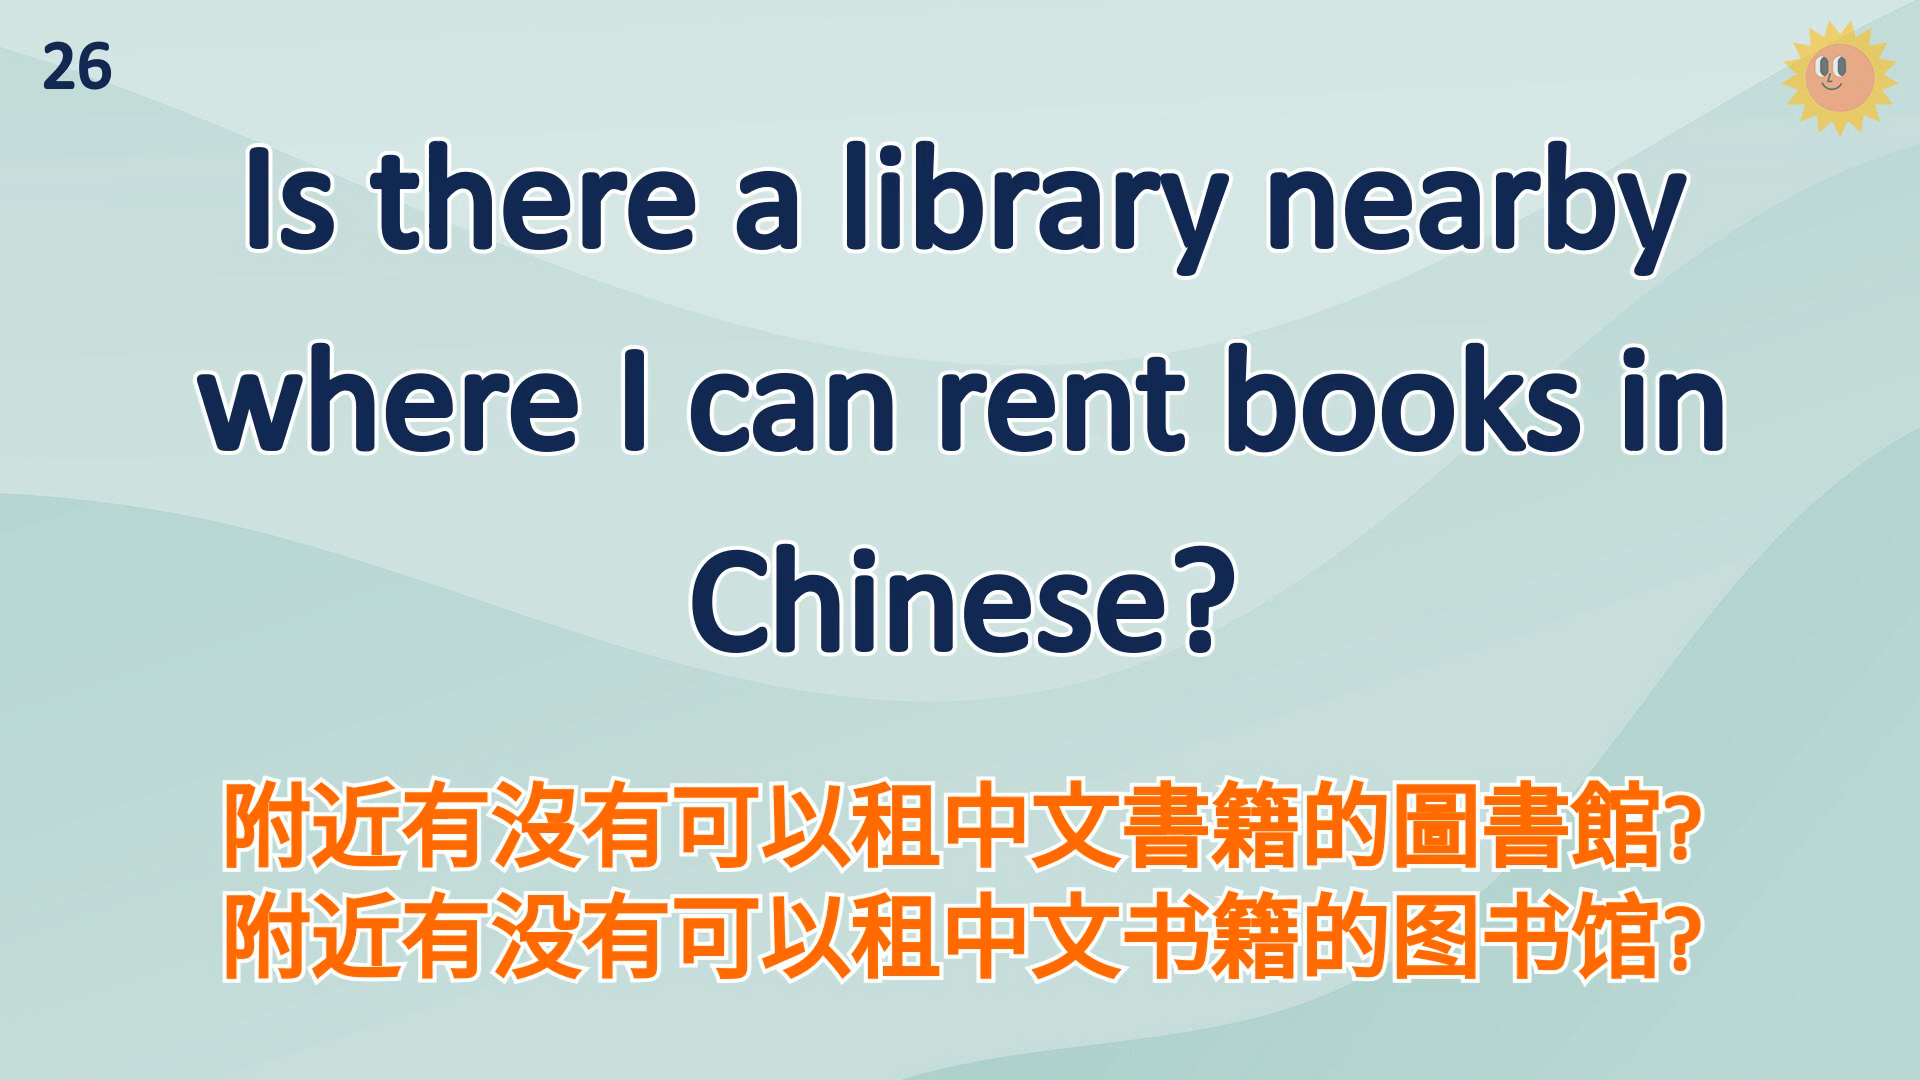 26
Is there a library nearby
where I can rent books in
Chinese?
附近有沒有可以租中文書籍的圖書館?
附近有没有可以租中文书籍的图书馆?